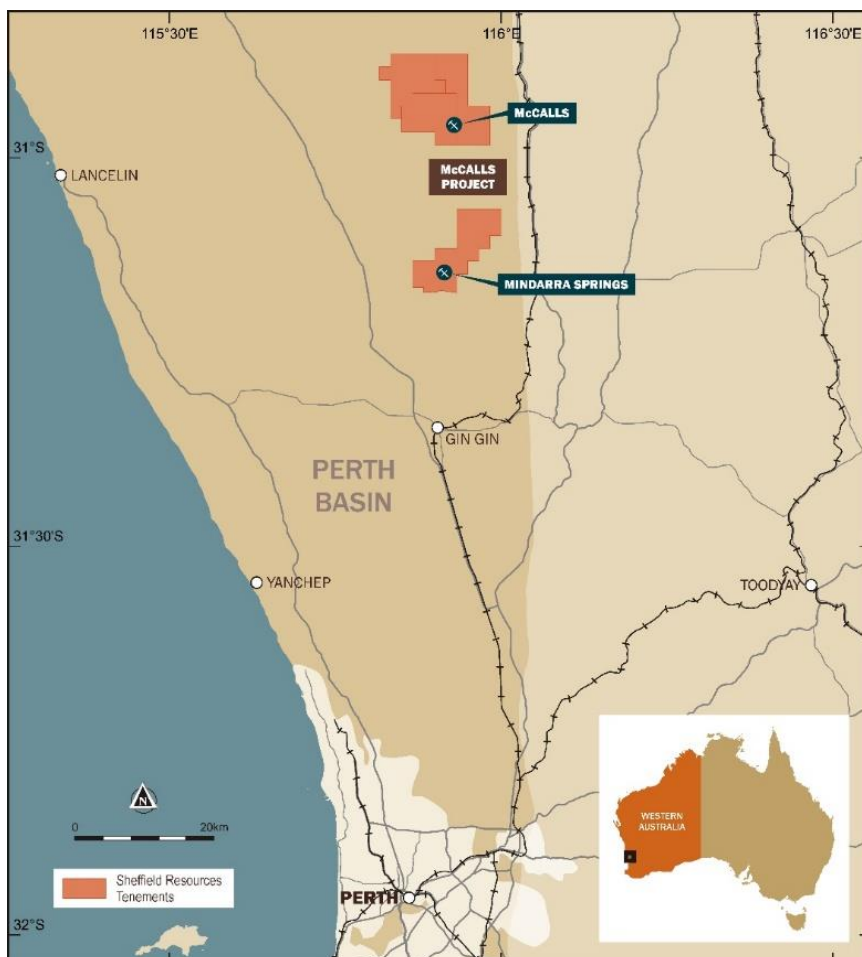 115°30'E
116°E
116°30'E
McCALLS
31°S
McCALLS
PROJECT
LANCELIN
MINDARRA SPRINGS
GIN GIN
PERTH
BASIN
31°30'S
YANCHEP
TOODYAY
WESTERN
AUSTRALIA
N
0
20km
Sheffield Resources
Tenements
PERTH
32°S